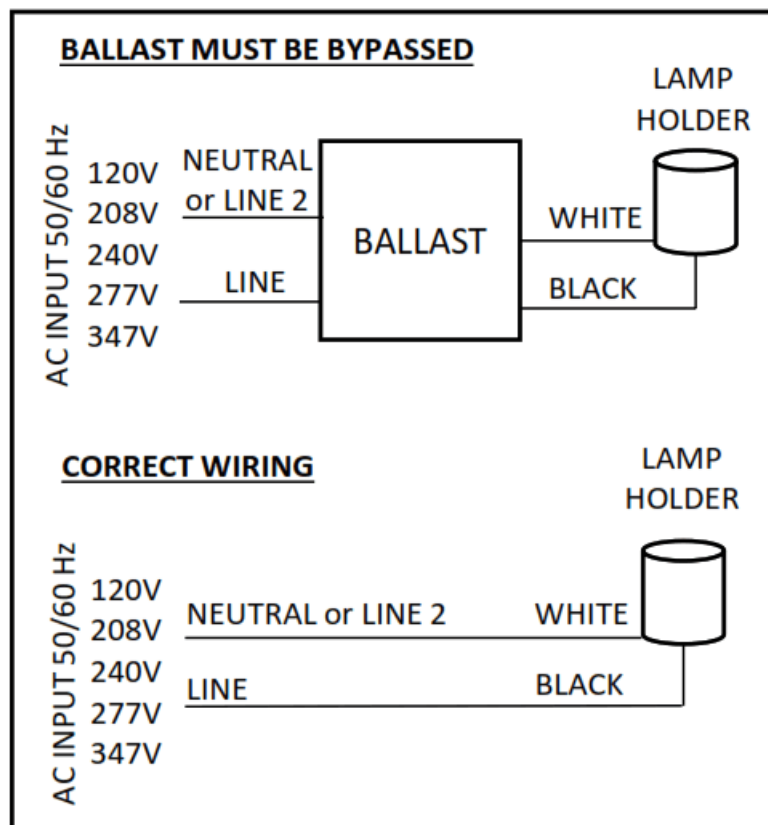 BALLAST MUST BE BYPASSED
LAMP
HOLDER
AC INPUT 50/60 Hz
120V
208V
240V
277V
347V
NEUTRAL
or LINE 2
LINE
BALLAST
WHITE
BLACK
CORRECT WIRING
LAMP
HOLDER
AC INPUT 50/60 Hz
120V
208V
240V
277V
347V
NEUTRAL or LINE 2
WHITE
LINE
BLACK